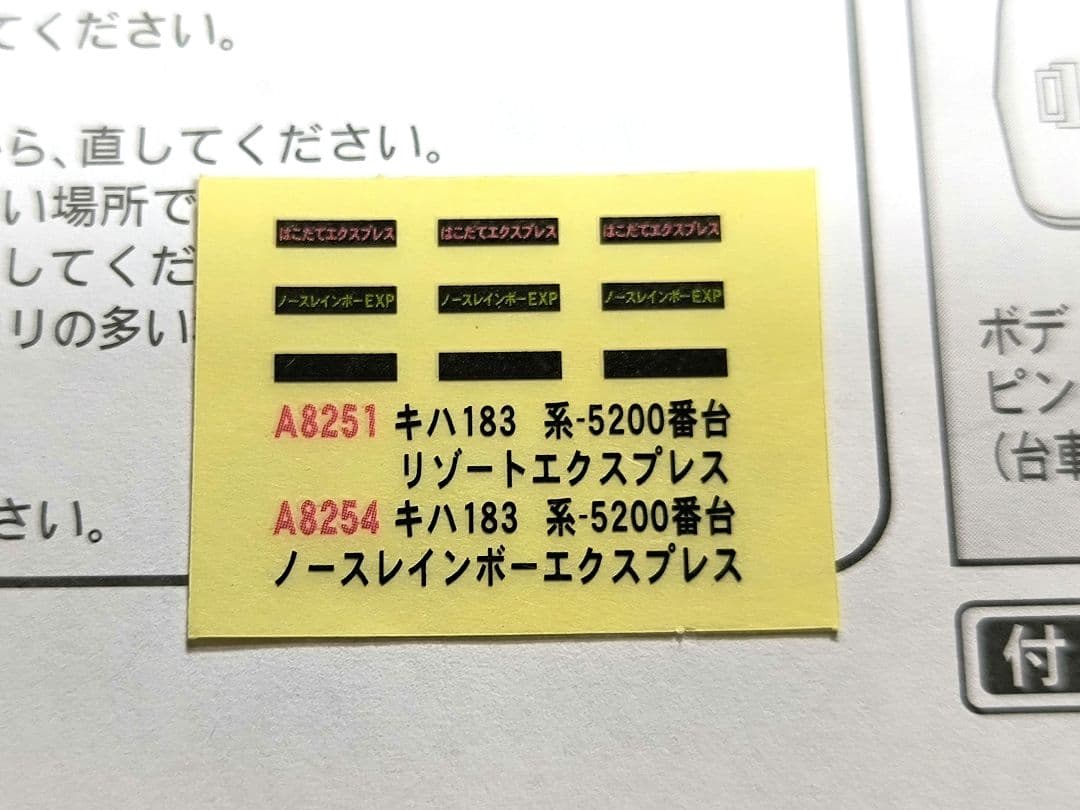 てください。
ら、直してください。
い場所で
してくだ
リの多い
さい。
はこだてエクスプレス はこだてエクスプレス はこだてエクスプレス
ノースレインボーEXP ノースレインボーEXP ノースレインボーEXP
A8251 キハ183 系-5200番台
リゾートエクスプレス
A8254 キハ183 系-5200番台
ノースレインボーエクスプレス
ボデ
ピン
(台車
付